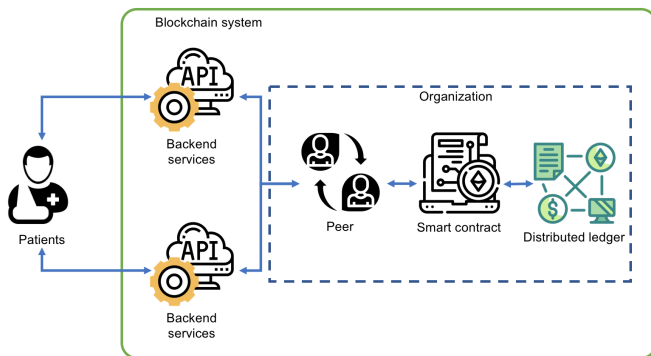 Blockchain system
API
Backend
services
Organization
Patients
Peer
Smart contract
Distributed ledger
API
Backend
services